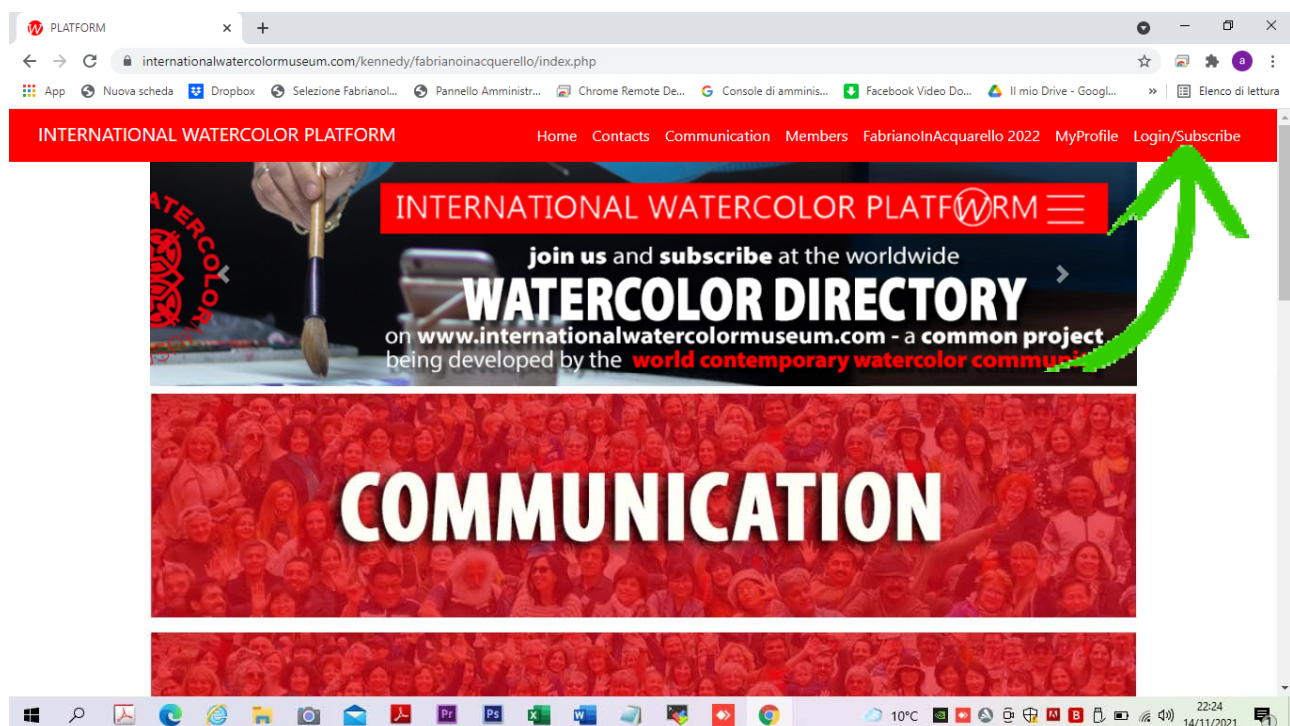 PLATFORM
internationalwatercolormuseum.com/kennedy/fabrianoinacquerello/index.php
a
App Nuova scheda Dropbox Selezione Fabrianol... Pannello Amministr... Chrome Remote De... Console di amminis... Facebook Video Do... Il mio Drive - Googl... » Elenco di lettura
INTERNATIONAL WATERCOLOR PLATFORM Home Contacts Communication Members FabrianoInAcquarello 2022 MyProfile Login/Subscribe
WATERCOLOR
INTERNATIONAL WATERCOLOR PLATFORM
join us and subscribe at the worldwide
WATERCOLOR DIRECTORY
on www.internationalwatercolormuseum.com - a common project
being developed by the world contemporary watercolor
COMMUNICATION
Pr Ps
10°C
22:24
14/11/2021